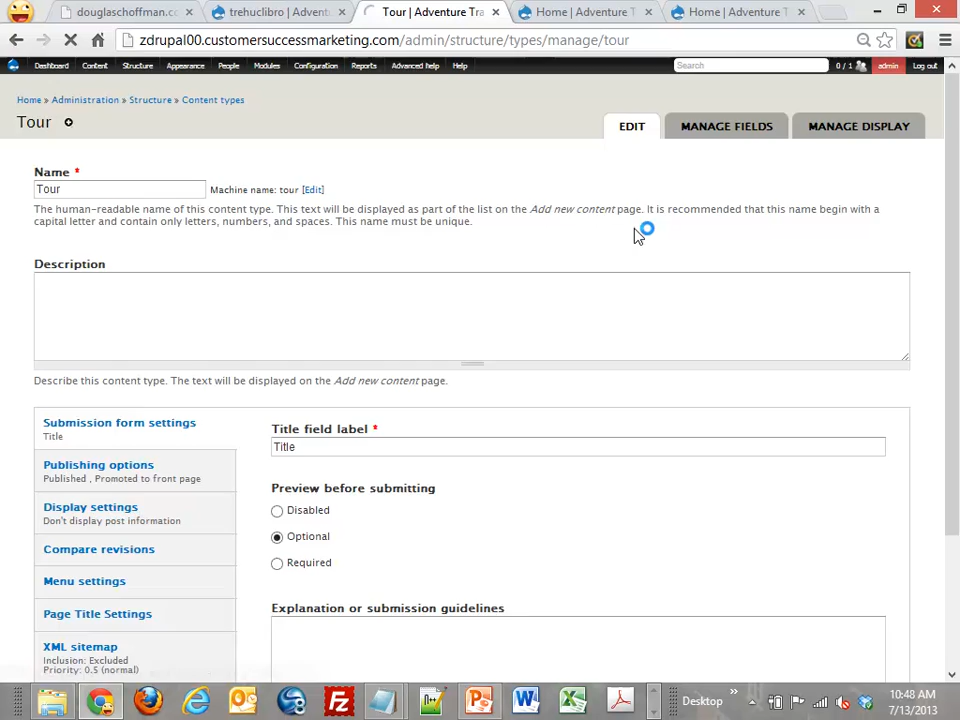 douglaschoffman.cc
trehuclibro | Advent
Tour | Adventure Tra
Home | Adventure T
Home | Adventure T
zdrupal00.customersuccessmarketing.com/admin/structure/types/manage/tour
Dashboard Content Structure Appearance People Modules Configuration Reports Advanced help Help Search 0 / 1 admin Log out
Home » Administration » Structure » Content types
Tour
EDIT MANAGE FIELDS MANAGE DISPLAY
Name *
Tour
Machine name: tour [Edit]
The human-readable name of this content type. This text will be displayed as part of the list on the Add new content page. It is recommended that this name begin with a
capital letter and contain only letters, numbers, and spaces. This name must be unique.
Description
Describe this content type. The text will be displayed on the Add new content page.
Submission form settings
Title
Publishing options
Published , Promoted to front page
Display settings
Don't display post information
Compare revisions
Menu settings
Page Title Settings
XML sitemap
Inclusion: Excluded
Priority: 0.5 (normal)
Title field label *
Title
Preview before submitting
Disabled
Optional
Required
Explanation or submission guidelines
Desktop
10:48 AM
7/13/2013